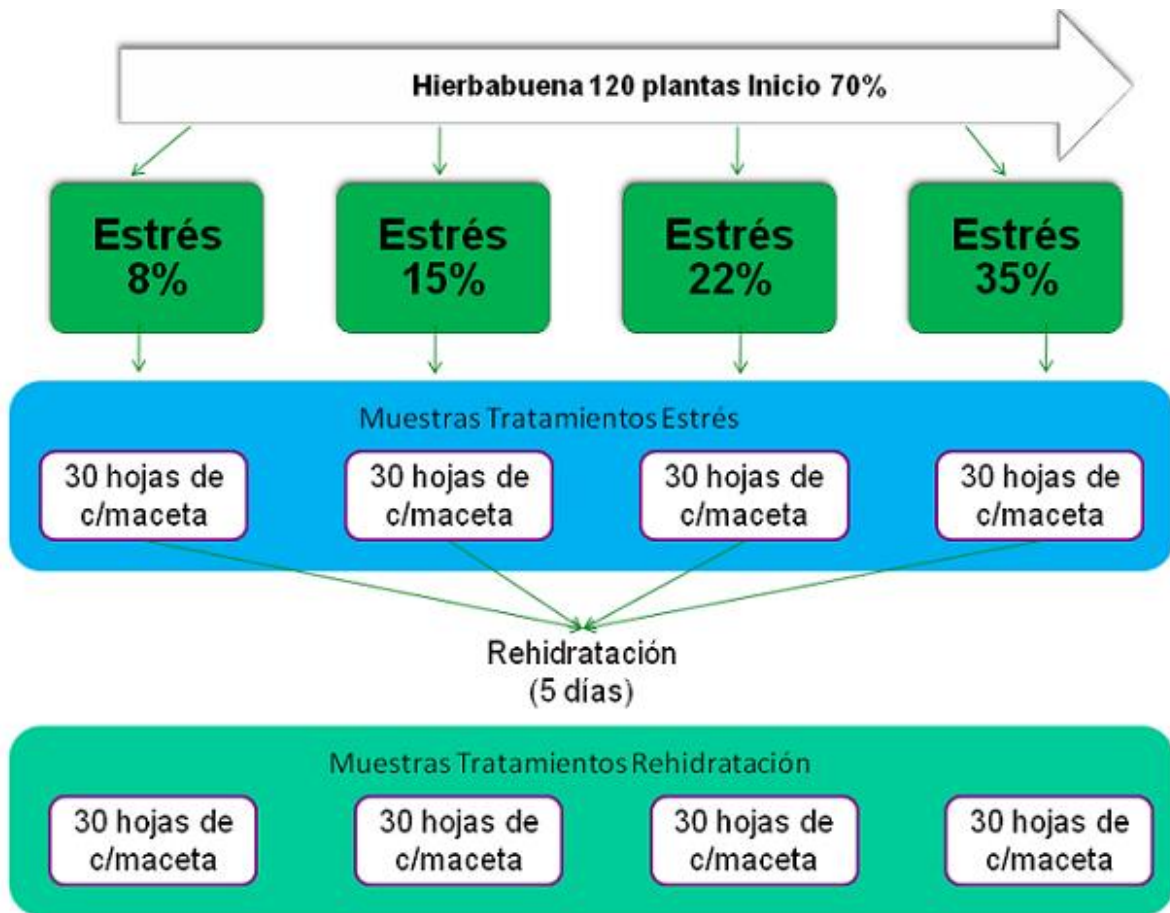 Hierbabuena 120 plantas Inicio 70%
Estrés
8%
Estrés
15%
Estrés
22%
Estrés
35%
Muestras Tratamientos Estrés
30 hojas de
c/maceta
30 hojas de
c/maceta
30 hojas de
c/maceta
30 hojas de
c/maceta
Rehidratación
(5 días)
Muestras Tratamientos Rehidratación
30 hojas de
c/maceta
30 hojas de
c/maceta
30 hojas de
c/maceta
30 hojas de
c/maceta